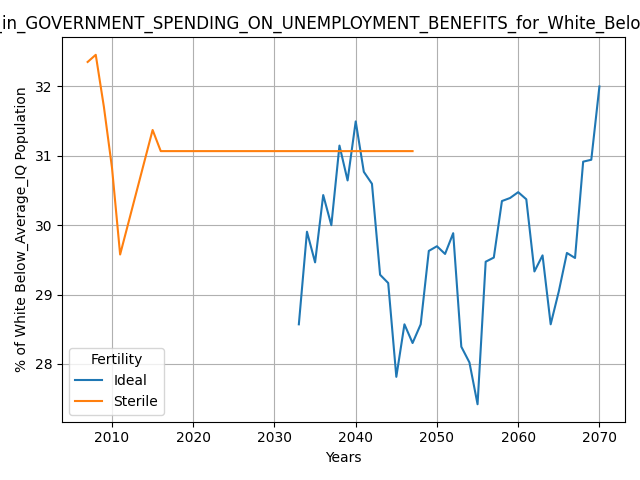 _in_GOVERNMENT_SPENDING_ON_UNEMPLOYMENT_BENEFITS_for_White_Belo
% of White Below_Average_IQ Population
32
31
30
29
28
Fertility
Ideal
Sterile
2010 2020 2030 2040 2050 2060 2070
Years